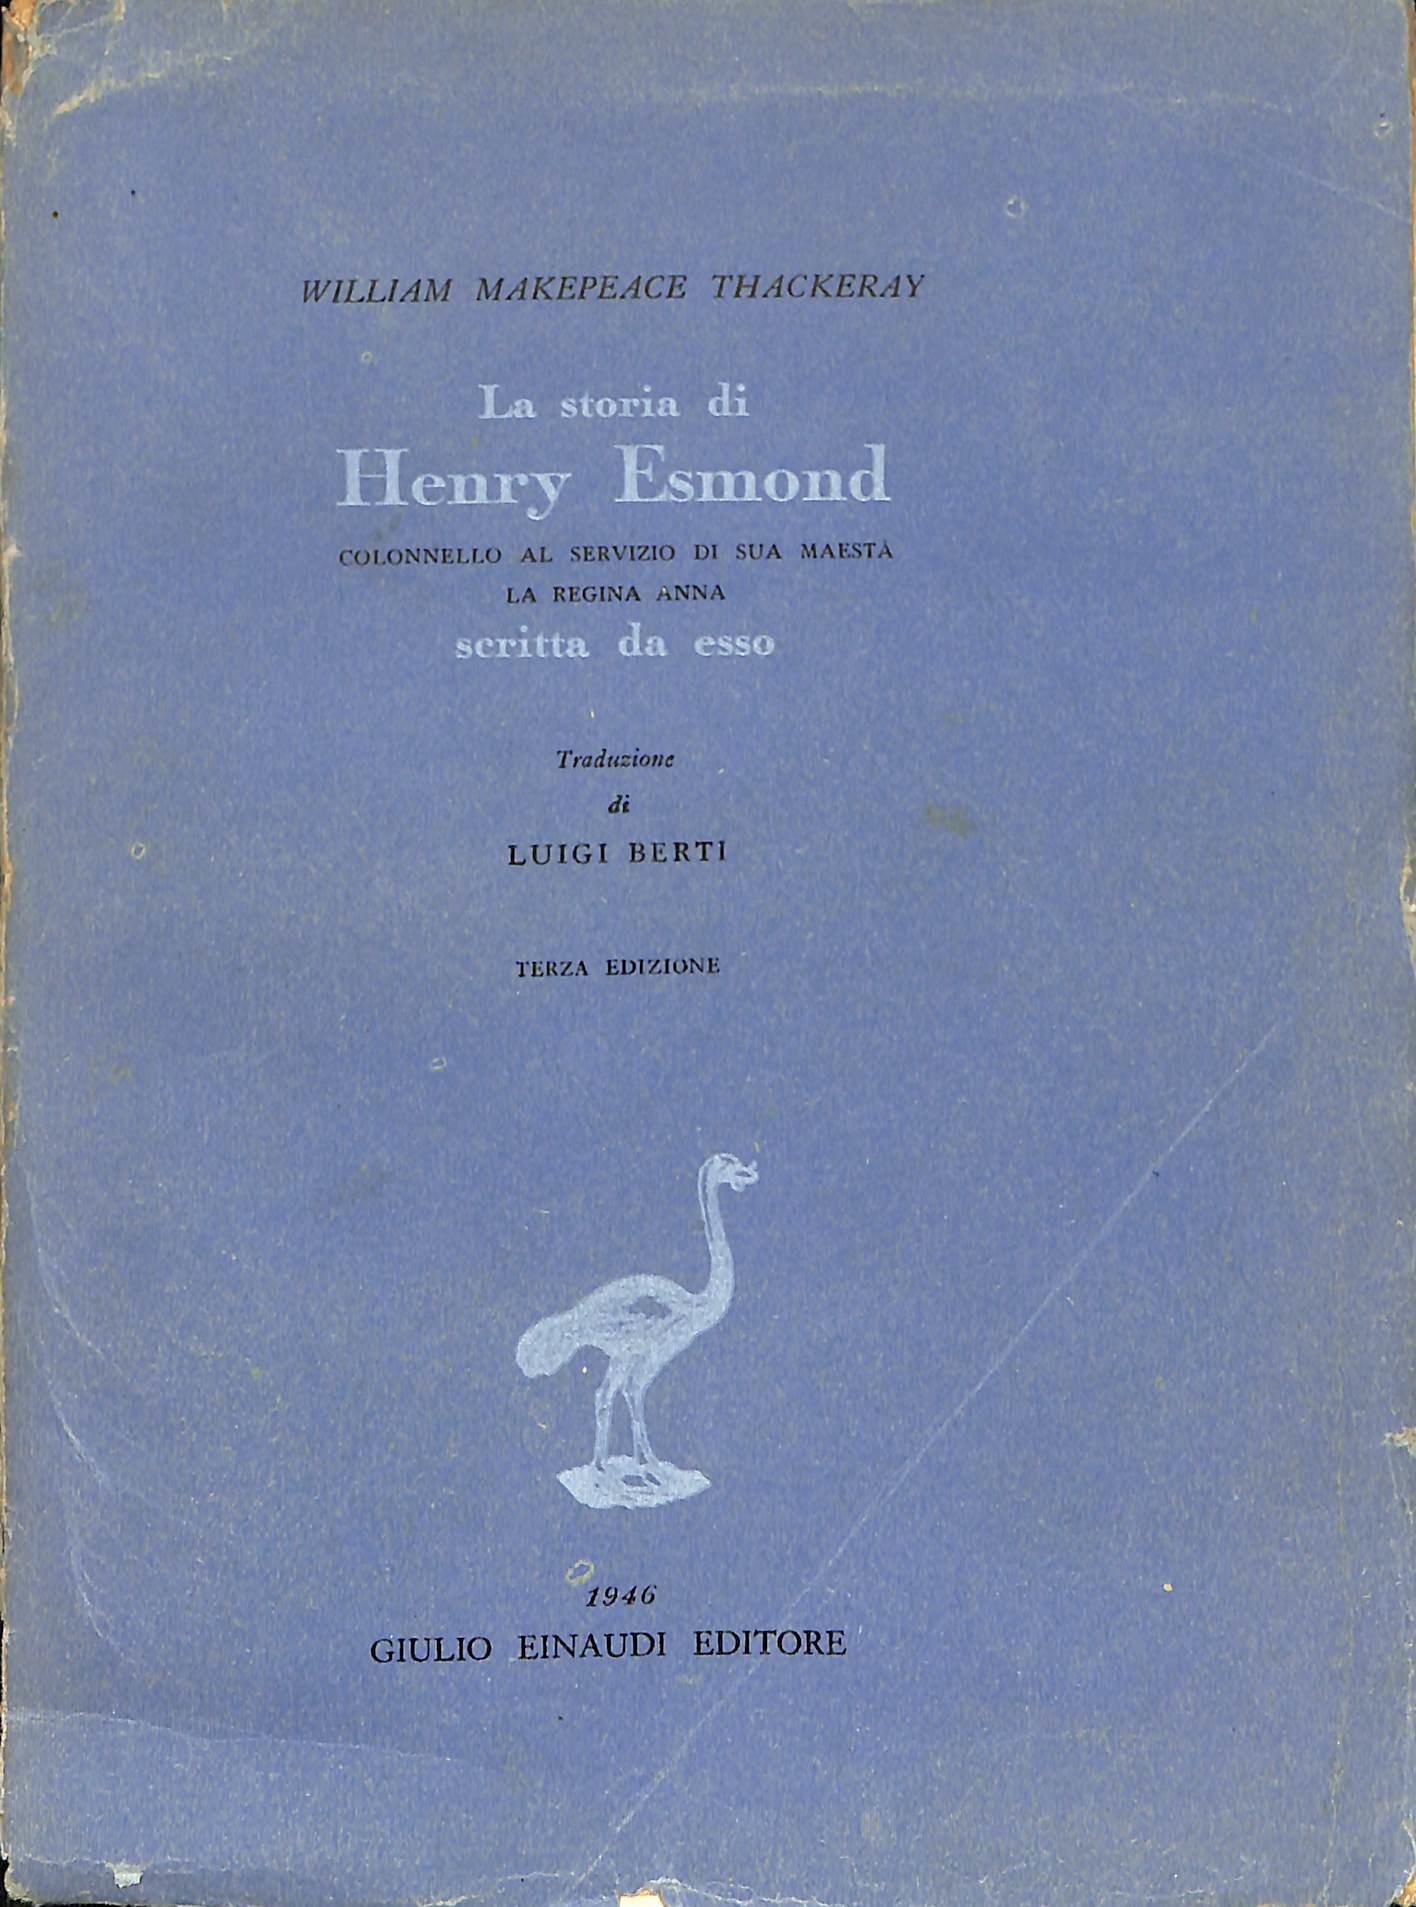 WILLIAM MAKEPEACE THACKERAY
La storia di
Henry Esmond
COLONNELLO AL SERVIZIO DI SUA MAESTÀ
LA REGINA ANNA
scritta da esso
Traduzione
di
LUIGI BERTI
TERZA EDIZIONE
1946
GIULIO EINAUDI EDITORE